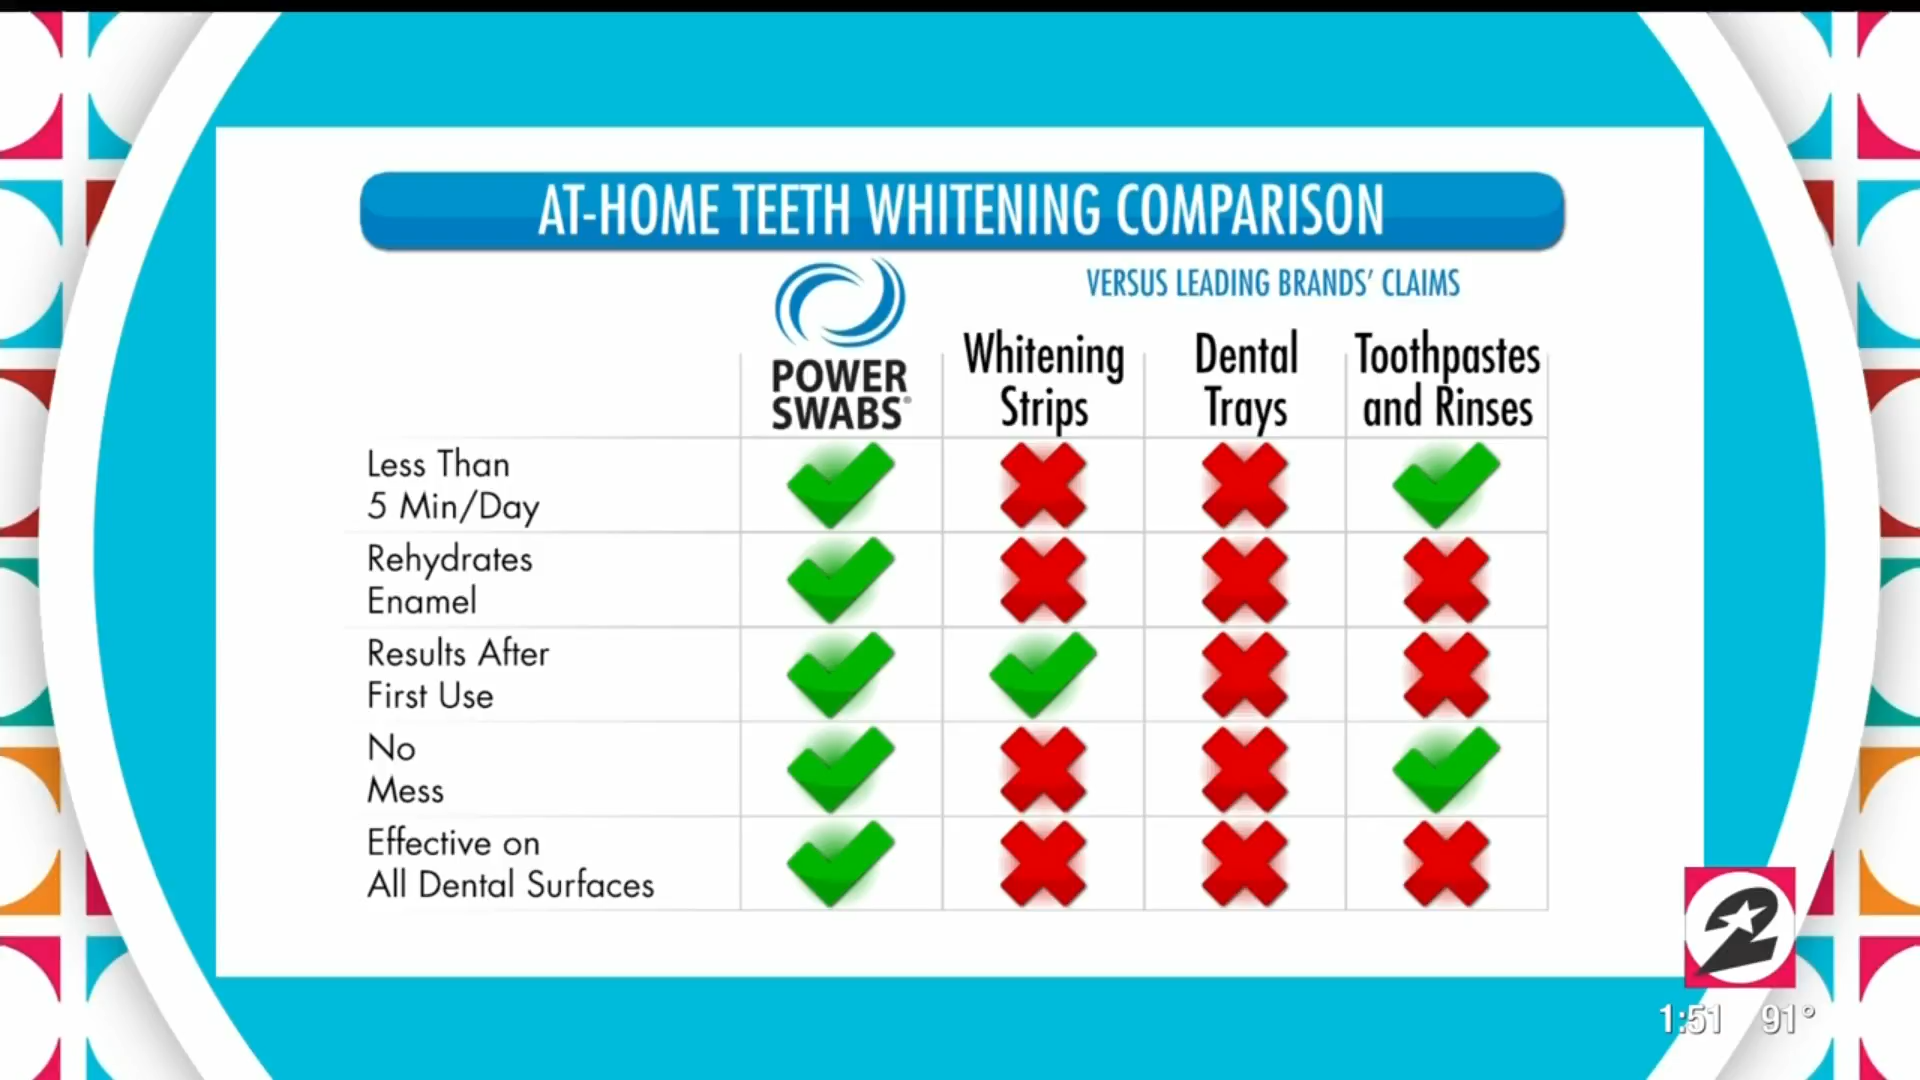 AT-HOME TEETH WHITENING COMPARISON
VERSUS LEADING BRANDS' CLAIMS
POWER
SWABS®
Whitening
Strips
Dental
Trays
Toothpastes
and Rinses
Less Than
5 Min/Day
Rehydrates
Enamel
Results After
First Use
No
Mess
Effective on
All Dental Surfaces
2
1:51 91°